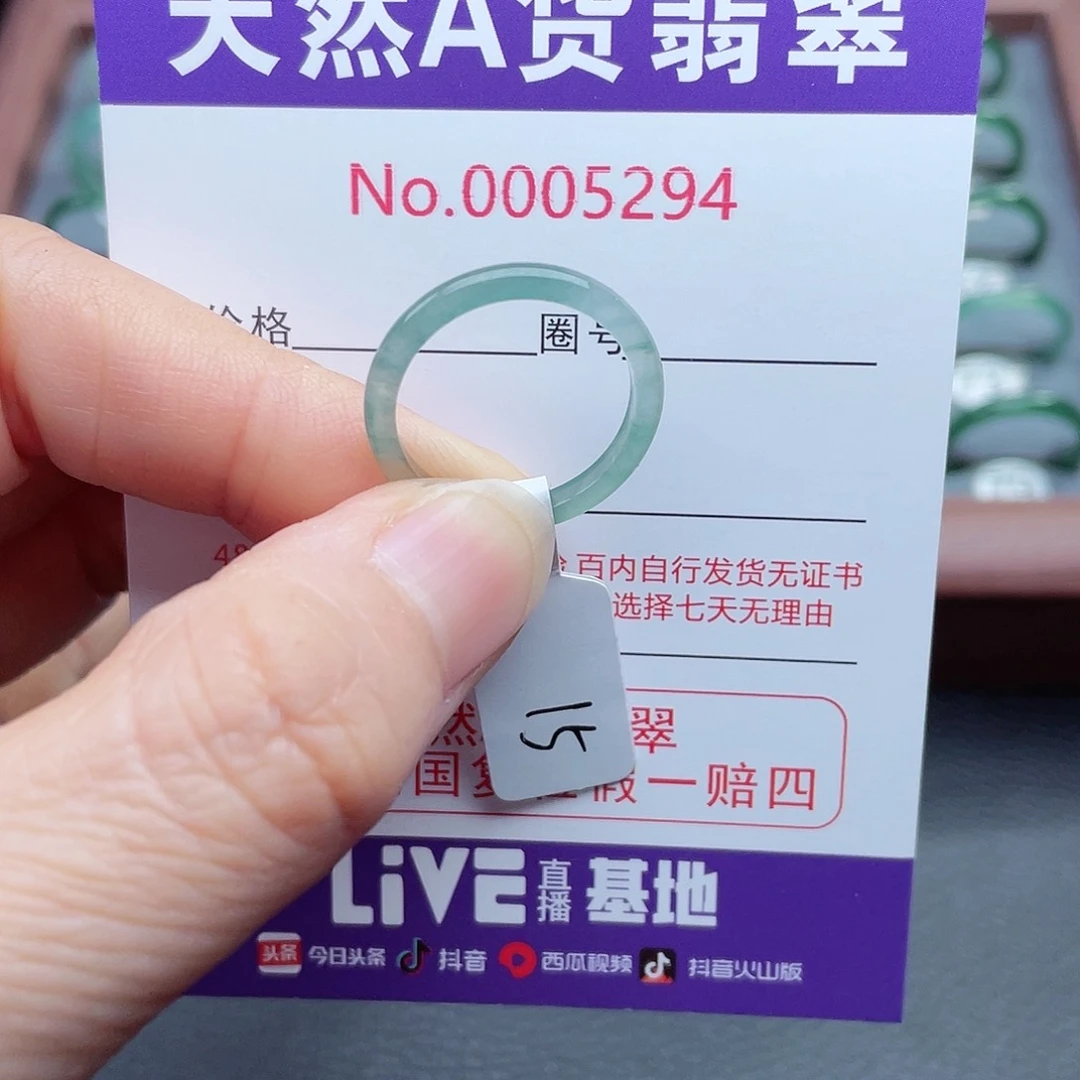 天然A货翡翠
No.0005294
价格 圈号
48 百内自行发货无证书
选择七天无理由
然 翠
国复 假一赔四
15
LiVE直播基地
头条 今日头条 抖音 西瓜视频 抖音火山版